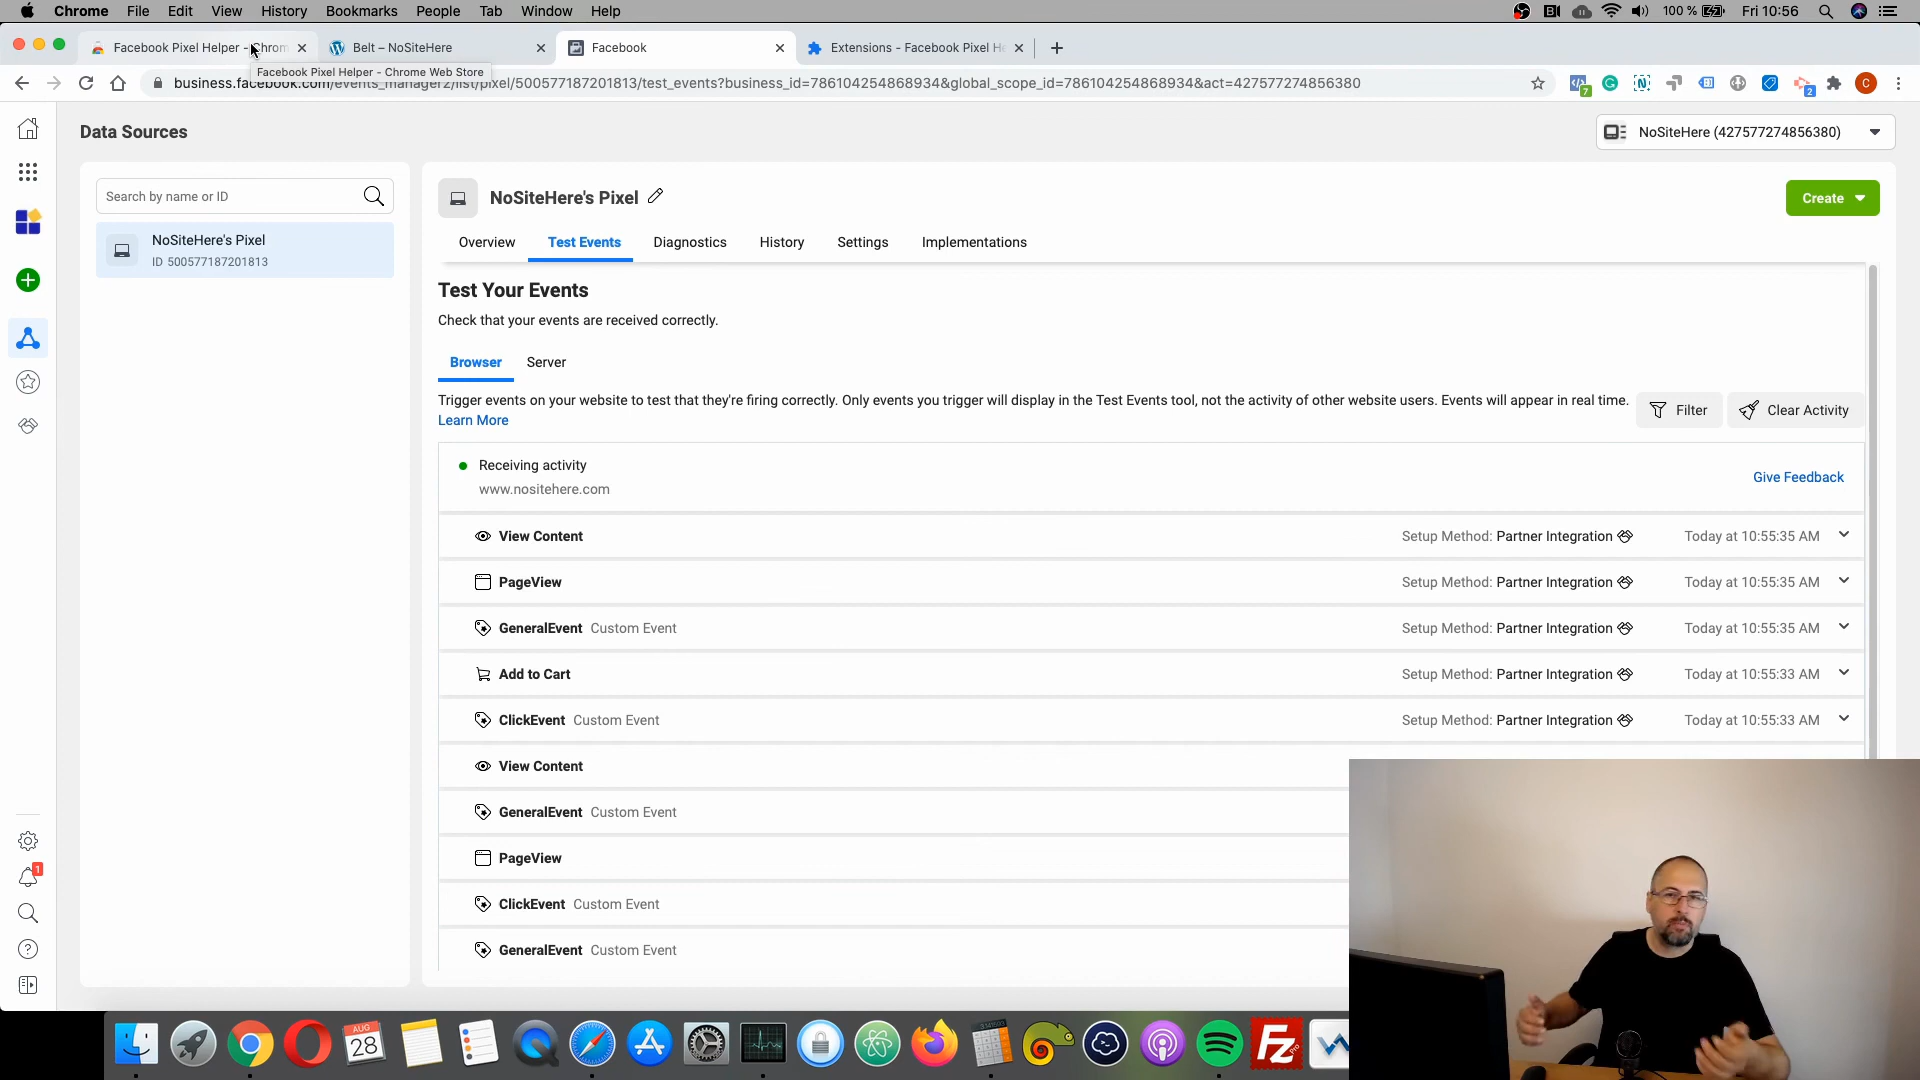 Chrome File Edit View History Bookmarks People Tab Window Help
100 % Fri 10:56
Facebook Pixel Helper - Chrom
Belt – NoSiteHere
Facebook
Extensions - Facebook Pixel H
Facebook Pixel Helper - Chrome Web Store
business.facebook.com/events_manager2/list/pixel/500577187201813/test_events?business_id=786104254868934&global_scope_id=786104254868934&act=427577274856380
7
2
C
Data Sources
NoSiteHere (427577274856380)
Search by name or ID
NoSiteHere's Pixel
ID 500577187201813
NoSiteHere's Pixel
Create
Overview Test Events Diagnostics History Settings Implementations
Test Your Events
Check that your events are received correctly.
Browser Server
Trigger events on your website to test that they're firing correctly. Only events you trigger will display in the Test Events tool, not the activity of other website users. Events will appear in real time.
Learn More
Filter
Clear Activity
Receiving activity
www.nositehere.com
Give Feedback
View Content Setup Method: Partner Integration Today at 10:55:35 AM
PageView Setup Method: Partner Integration Today at 10:55:35 AM
GeneralEvent Custom Event Setup Method: Partner Integration Today at 10:55:35 AM
Add to Cart Setup Method: Partner Integration Today at 10:55:33 AM
ClickEvent Custom Event Setup Method: Partner Integration Today at 10:55:33 AM
View Content
GeneralEvent Custom Event
PageView
ClickEvent Custom Event
GeneralEvent Custom Event
1
AUG
28
Fz